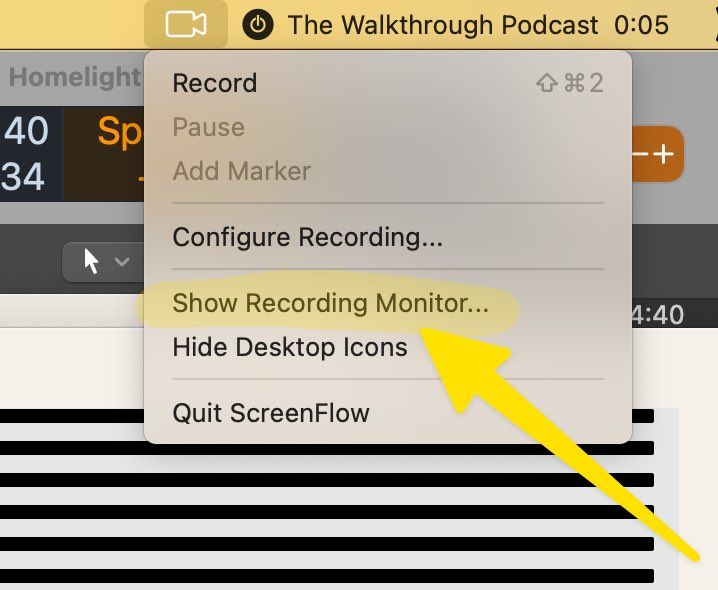 The Walkthrough Podcast 0:05
Homelight
Record ⇧⌘2
40
Sp
Pause
34
Add Marker
Configure Recording...
Show Recording Monitor...
4:40
Hide Desktop Icons
Quit ScreenFlow